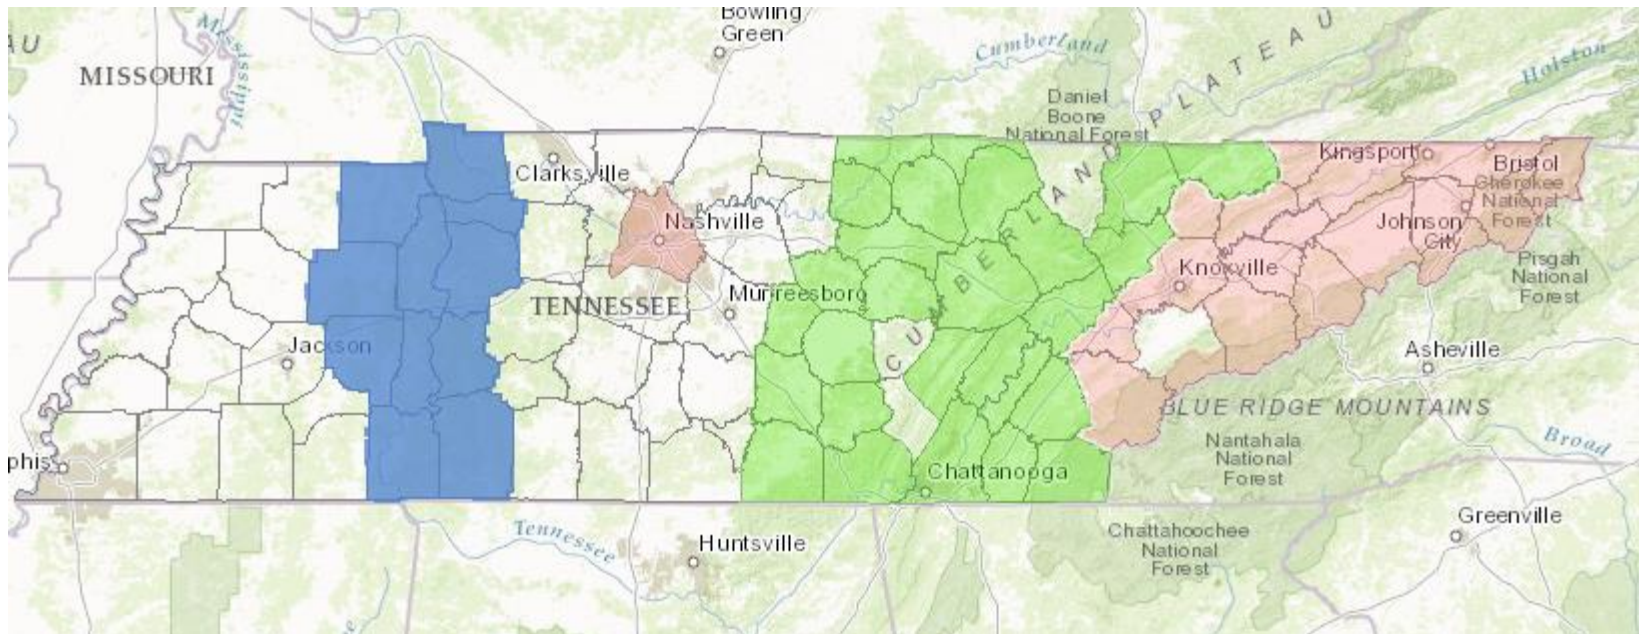 Bowling
Green
AU
Mississippi
MISSOURI
Cumberland
PLATEAU
Holston
Daniel
Boone
National Forest
Clarksville
Kingsport
Bristol
Cherokee
National
Forest
Nashville
Johnson
City
CUMBERLAND
Knoxville
Pisgah
National
Forest
TENNESSEE
Murfreesboro
Jackson
Asheville
BLUE RIDGE MOUNTAINS
phis
Nantahala
National
Forest
Broad
Chattanooga
Tennessee
Huntsville
Chattahoochee
National
Forest
Greenville